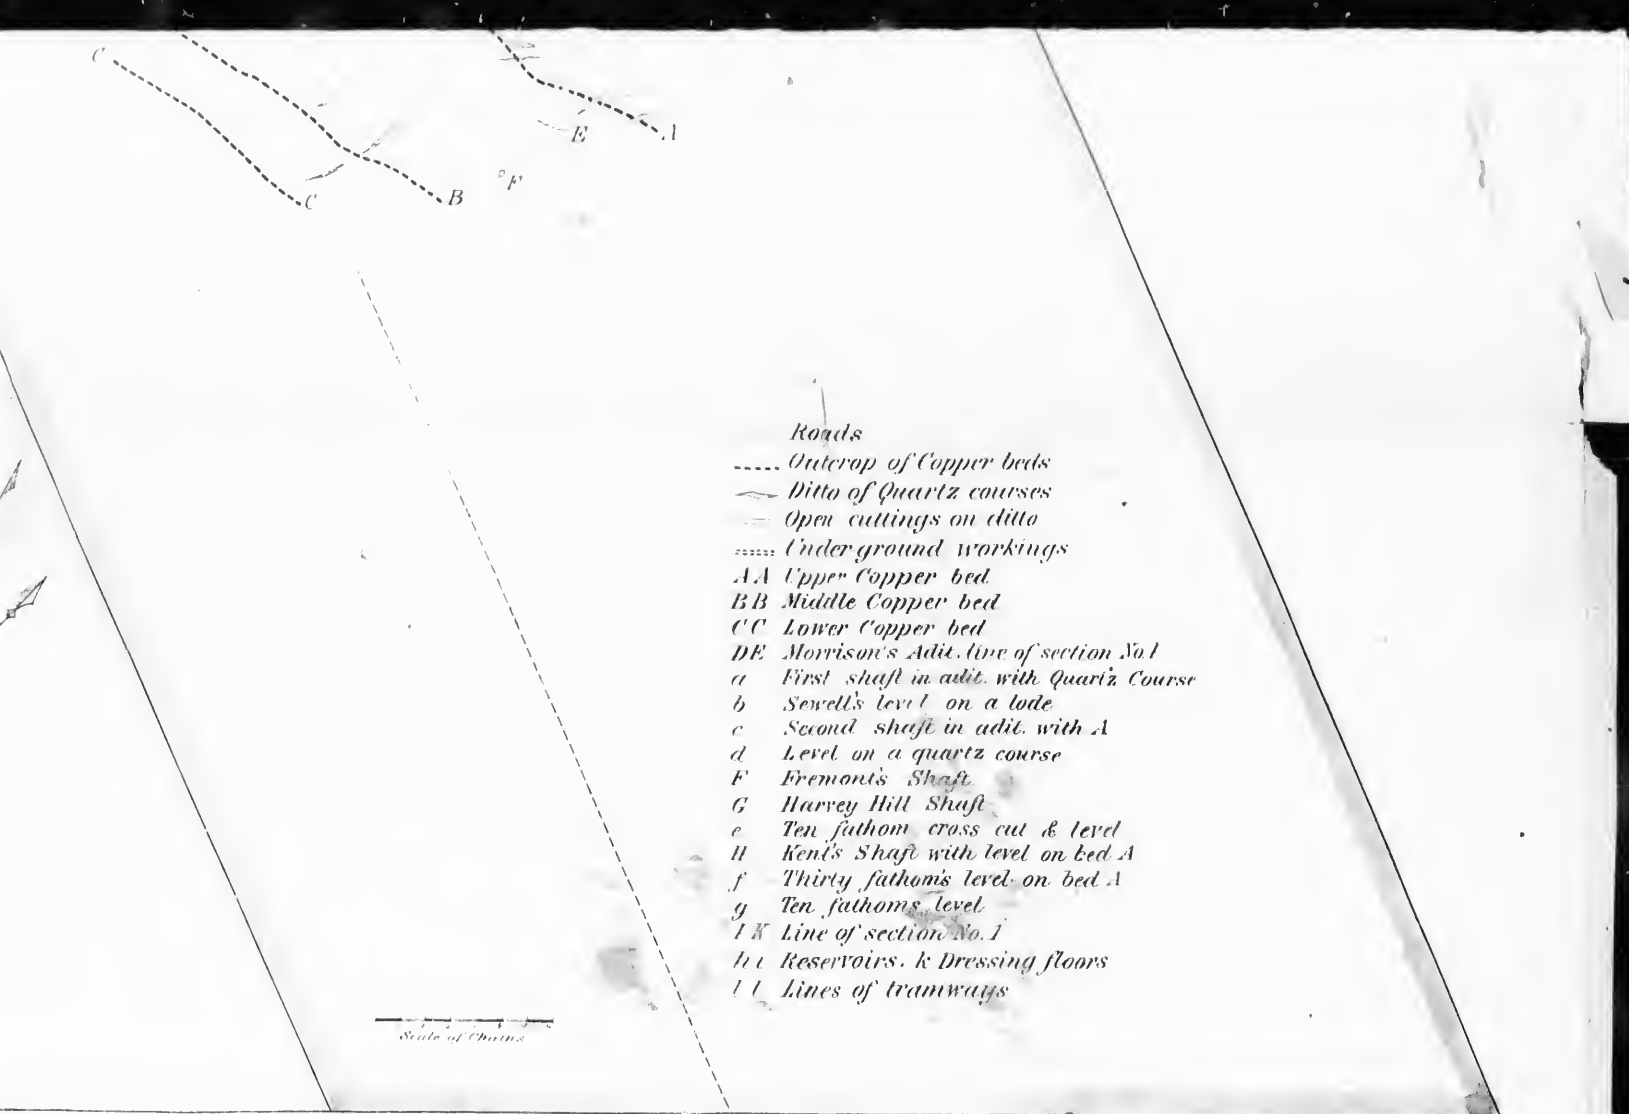 C
E
A
F
B
C
Roads
Outcrop of Copper beds
Ditto of Quartz courses
Open cuttings on ditto
Underground workings
AA Upper Copper bed
BB Middle Copper bed
CC Lower Copper bed
DE Morrison's Adit. line of section No. 1
a First shaft in adit. with Quartz Course
b Sewell's level on a lode
c Second shaft in adit. with A
d Level on a quartz course
F Fremont's Shaft
G Harvey Hill Shaft
e Ten fathom cross cut & level
H Kent's Shaft with level on bed A
f Thirty fathom's level on bed A
g Ten fathoms level
I K Line of section No. 1
h i Reservoirs. k Dressing floors
l l Lines of tramways
Scale of Chains